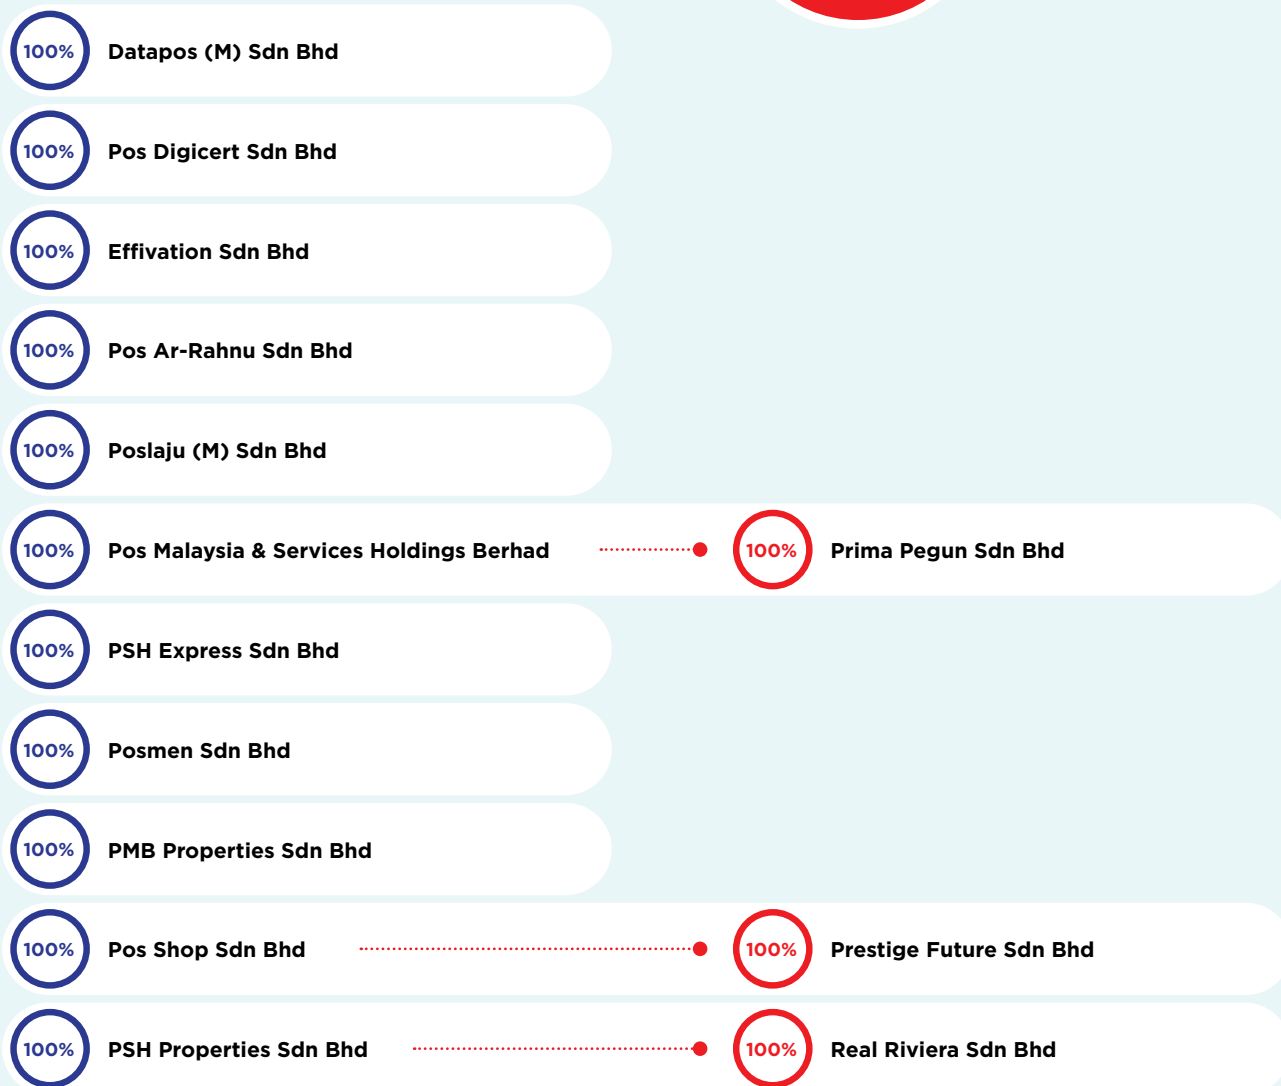 100% Datapos (M) Sdn Bhd
100% Pos Digicert Sdn Bhd
100% Effivation Sdn Bhd
100% Pos Ar-Rahnu Sdn Bhd
100% Poslaju (M) Sdn Bhd
100% Pos Malaysia & Services Holdings Berhad 100% Prima Pegun Sdn Bhd
100% PSH Express Sdn Bhd
100% Posmen Sdn Bhd
100% PMB Properties Sdn Bhd
100% Pos Shop Sdn Bhd 100% Prestige Future Sdn Bhd
100% PSH Properties Sdn Bhd 100% Real Riviera Sdn Bhd